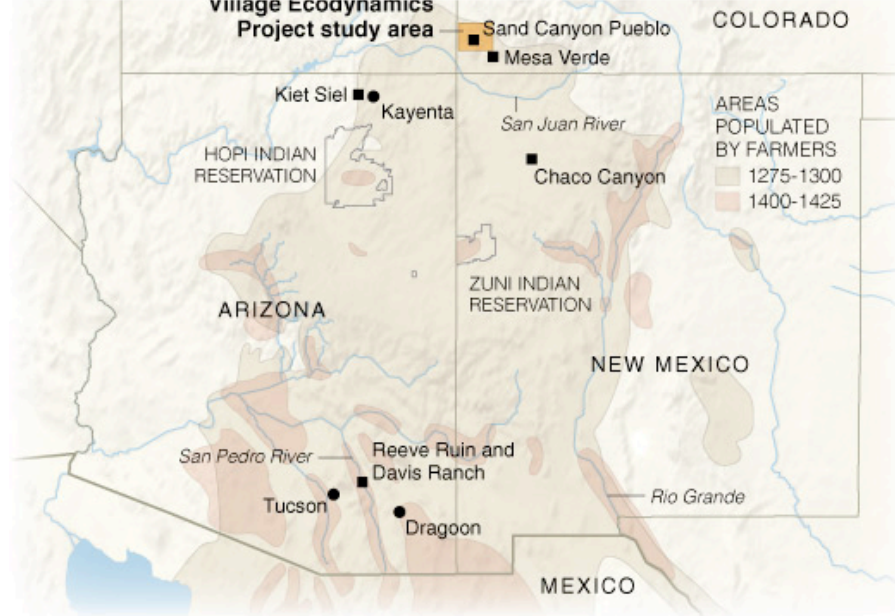 Village Ecodynamics
Project study area
Sand Canyon Pueblo
COLORADO
Mesa Verde
Kiet Siel
Kayenta
San Juan River
AREAS
POPULATED
BY FARMERS
1275-1300
1400-1425
HOPI INDIAN
RESERVATION
Chaco Canyon
ZUNI INDIAN
RESERVATION
ARIZONA
NEW MEXICO
San Pedro River
Reeve Ruin and
Davis Ranch
Tucson
Dragoon
Rio Grande
MEXICO